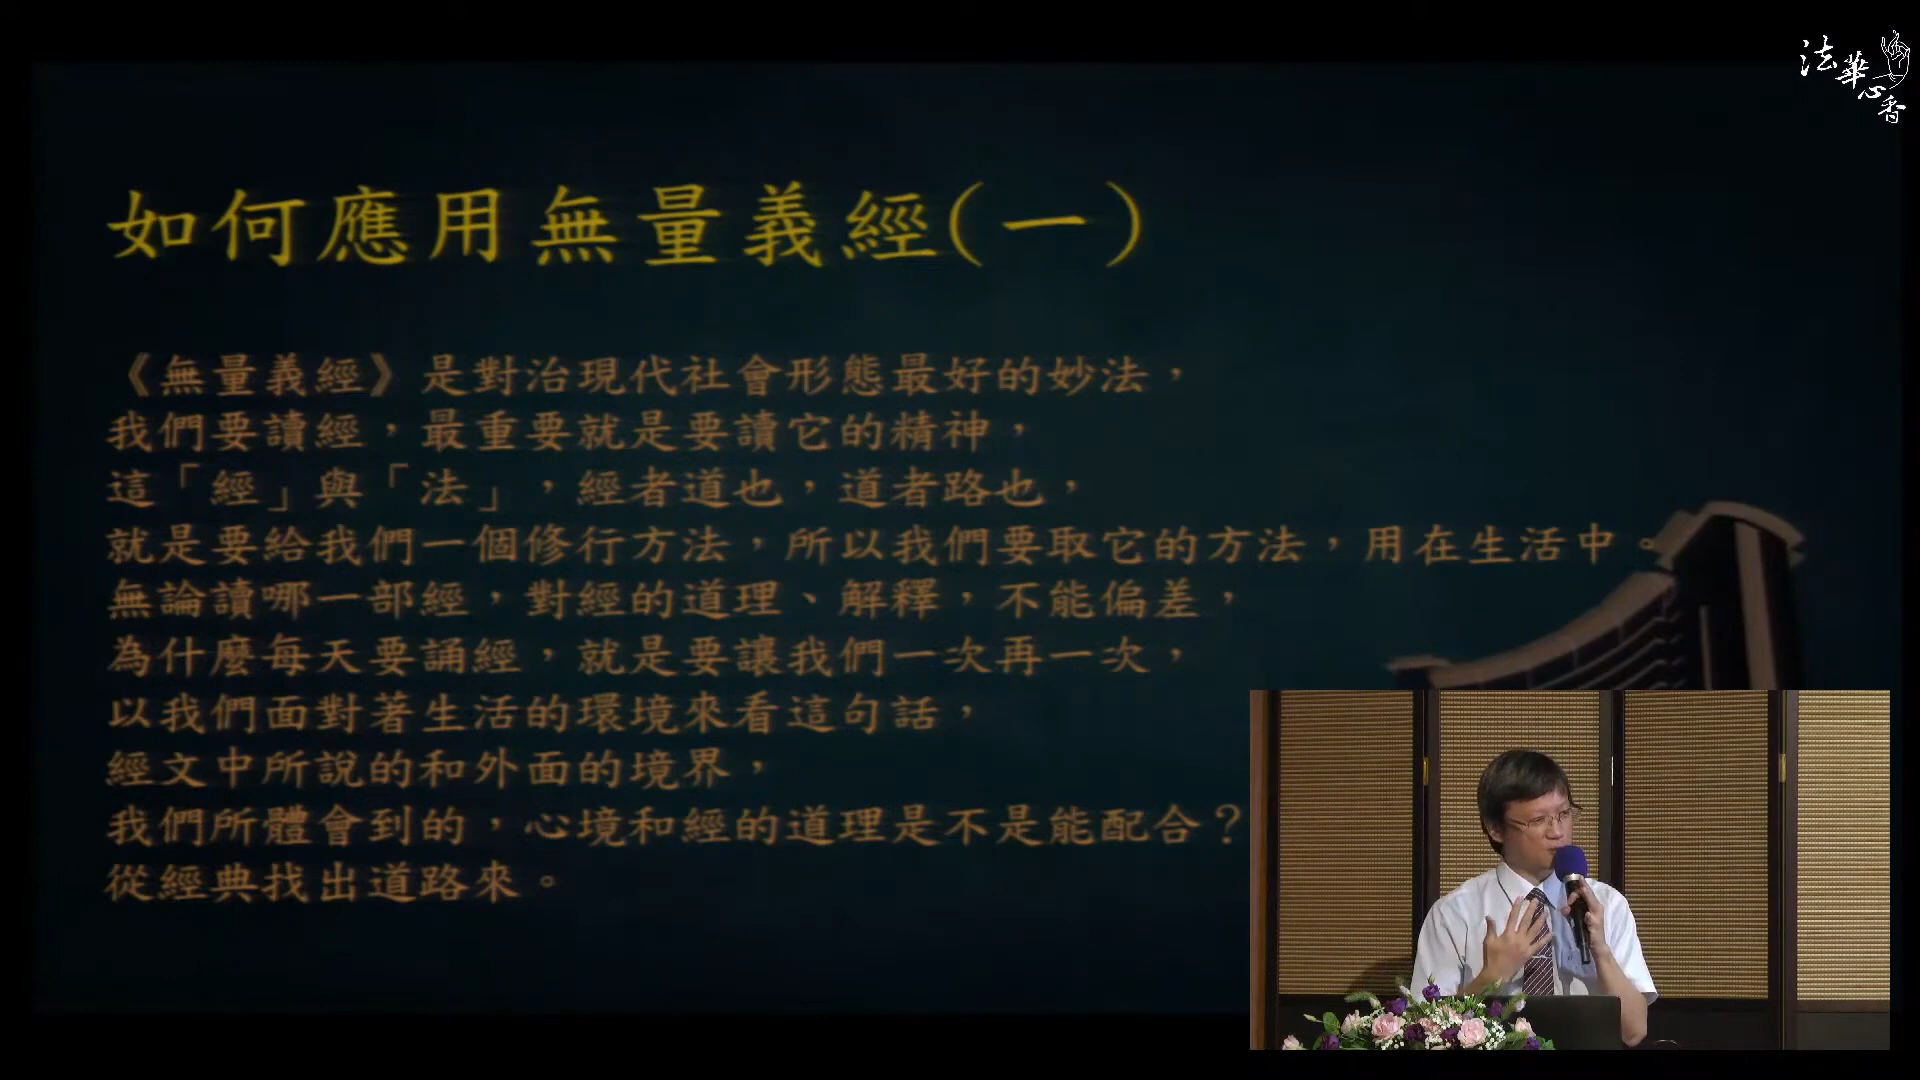 法華心香
如何應用無量義經(一)
《無量義經》是對治現代社會形態最好的妙法，
我們要讀經，最重要就是要讀它的精神，
這「經」與「法」，經者道也，道者路也，
就是要給我們一個修行方法，所以我們要取它的方法，用在生活中。
無論讀哪一部經，對經的道理、解釋，不能偏差，
為什麼每天要誦經，就是要讓我們一次再一次，
以我們面對著生活的環境來看這句話，
經文中所說的和外面的境界，
我們所體會到的，心境和經的道理是不是能配合？
從經典找出道路來。